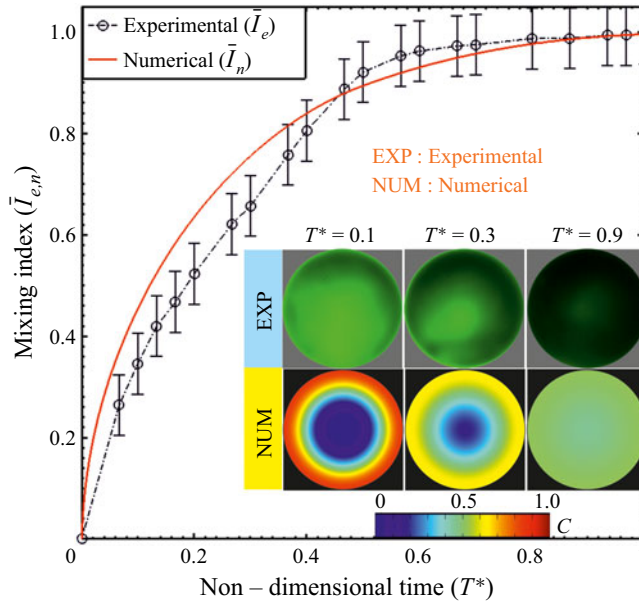 1.0
0.8
0.6
0.4
0.2
Mixing index (Ī_{e,n})
Experimental (Ī_e)
Numerical (Ī_n)
EXP : Experimental
NUM : Numerical
T* = 0.1 T* = 0.3 T* = 0.9
EXP
NUM
0 0.5 1.0
C
0 0.2 0.4 0.6 0.8
Non – dimensional time (T*)